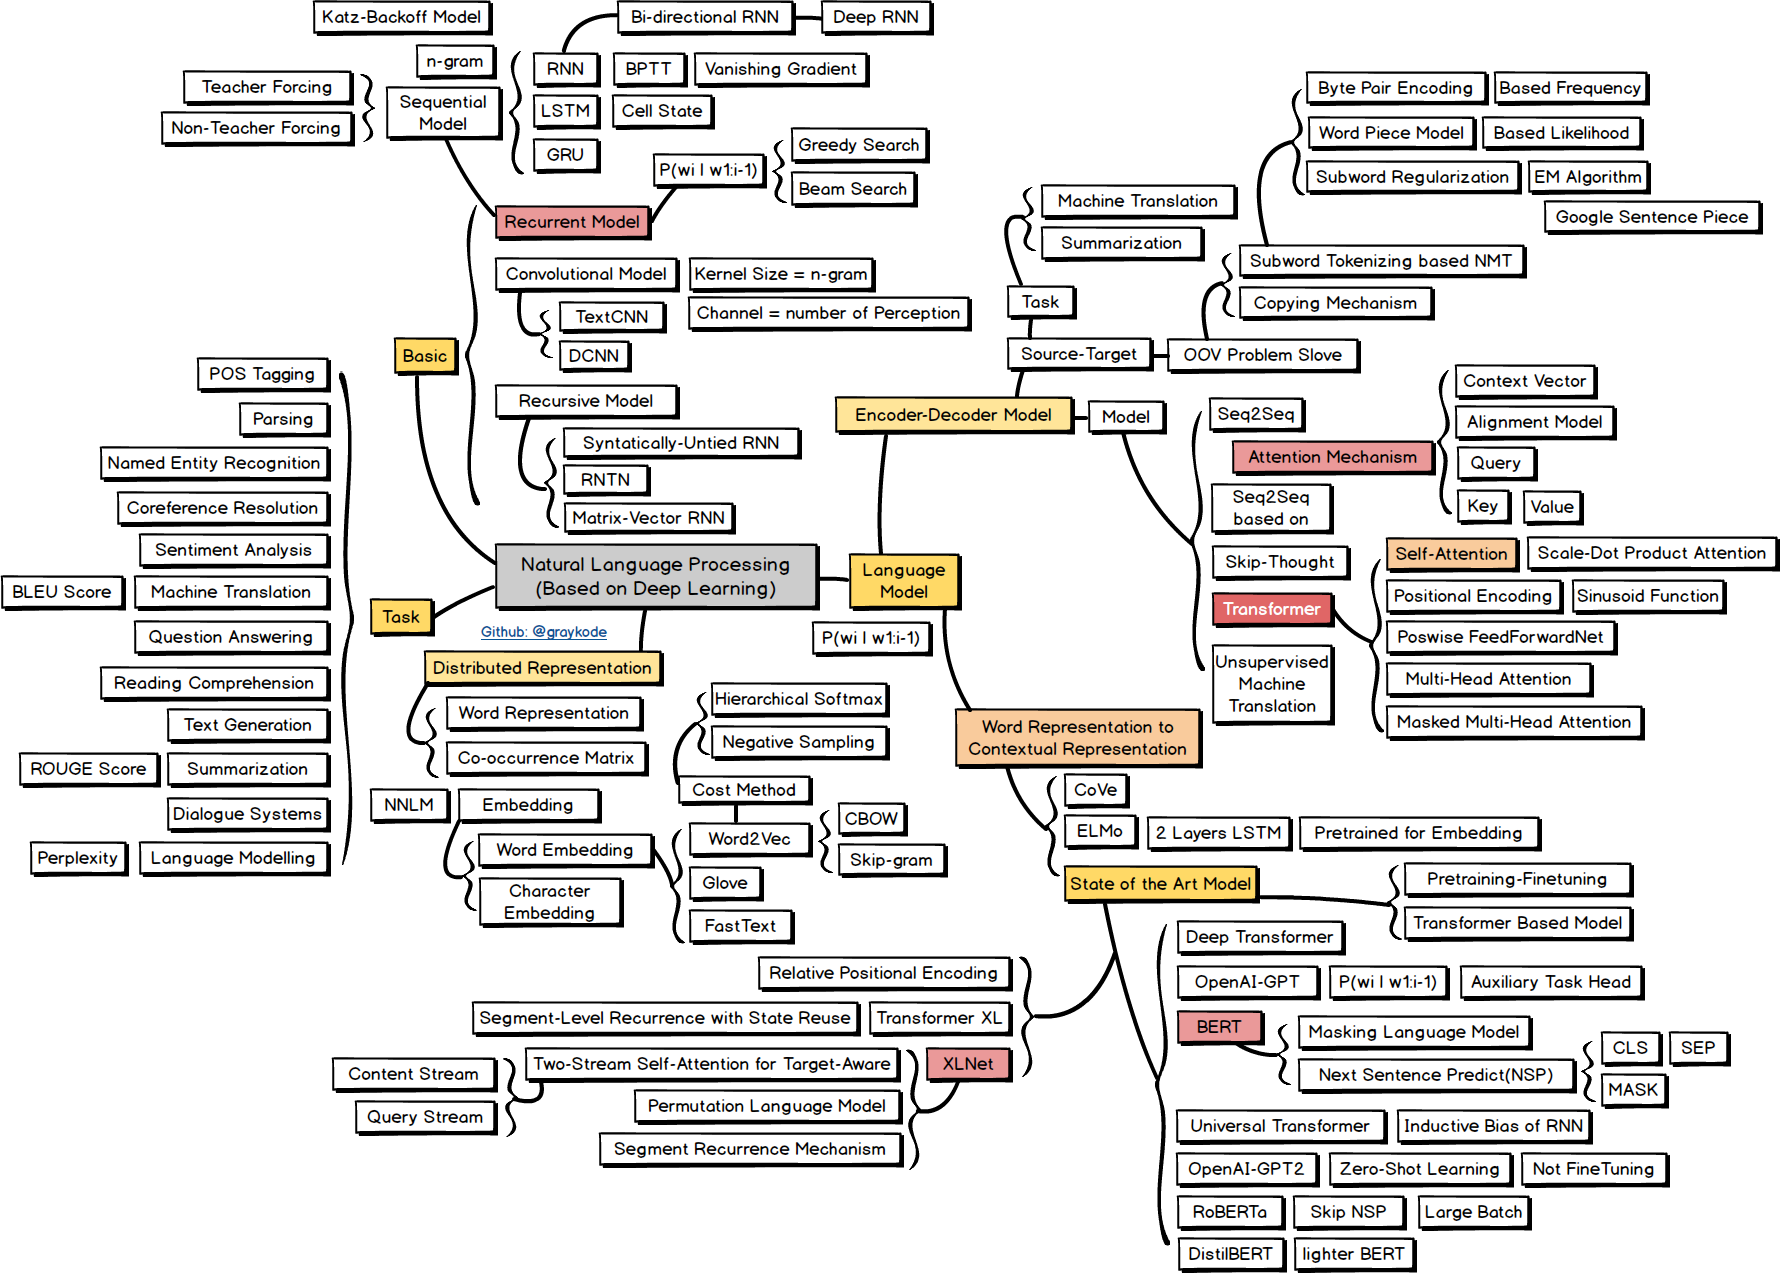 Katz-Backoff Model
Bi-directional RNN
Deep RNN
n-gram
RNN
BPTT
Vanishing Gradient
Teacher Forcing
Non-Teacher Forcing
Sequential
Model
LSTM
Cell State
GRU
P(wi | w1:i-1)
Greedy Search
Beam Search
Recurrent Model
Convolutional Model
Kernel Size = n-gram
Channel = number of Perception
TextCNN
DCNN
Basic
Recursive Model
Syntatically-Untied RNN
RNTN
Matrix-Vector RNN
POS Tagging
Parsing
Named Entity Recognition
Coreference Resolution
Sentiment Analysis
BLEU Score
Machine Translation
Question Answering
Reading Comprehension
Text Generation
ROUGE Score
Summarization
Dialogue Systems
Perplexity
Language Modelling
Task
Natural Language Processing
(Based on Deep Learning)
Github: @graykode
Distributed Representation
Word Representation
Co-occurrence Matrix
NNLM
Embedding
Word Embedding
Character
Embedding
Hierarchical Softmax
Negative Sampling
Cost Method
Word2Vec
CBOW
Skip-gram
Glove
FastText
Language
Model
P(wi | w1:i-1)
Encoder-Decoder Model
Source-Target
Task
Machine Translation
Summarization
OOV Problem Slove
Subword Tokenizing based NMT
Copying Mechanism
Byte Pair Encoding
Based Frequency
Word Piece Model
Based Likelihood
Subword Regularization
EM Algorithm
Google Sentence Piece
Model
Seq2Seq
Attention Mechanism
Context Vector
Alignment Model
Query
Key
Value
Seq2Seq
based on
Skip-Thought
Transformer
Self-Attention
Scale-Dot Product Attention
Positional Encoding
Sinusoid Function
Poswise FeedForwardNet
Multi-Head Attention
Masked Multi-Head Attention
Unsupervised
Machine
Translation
Word Representation to
Contextual Representation
CoVe
ELMo
2 Layers LSTM
Pretrained for Embedding
State of the Art Model
Pretraining-Finetuning
Transformer Based Model
Deep Transformer
OpenAI-GPT
P(wi | w1:i-1)
Auxiliary Task Head
BERT
Masking Language Model
Next Sentence Predict(NSP)
CLS
SEP
MASK
Universal Transformer
Inductive Bias of RNN
OpenAI-GPT2
Zero-Shot Learning
Not FineTuning
RoBERTa
Skip NSP
Large Batch
DistilBERT
lighter BERT
Relative Positional Encoding
Segment-Level Recurrence with State Reuse
Transformer XL
XLNet
Two-Stream Self-Attention for Target-Aware
Content Stream
Query Stream
Permutation Language Model
Segment Recurrence Mechanism